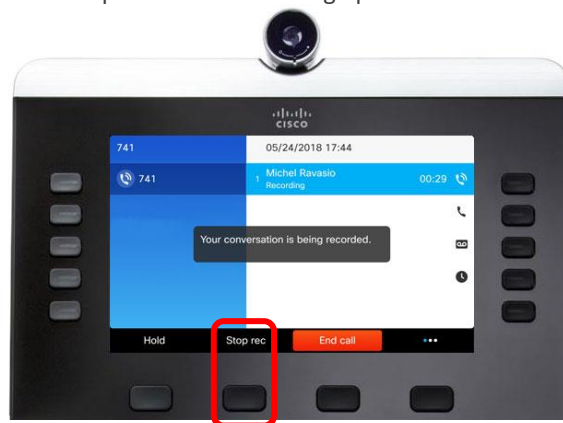 CISCO
741
05/24/2018 17:44
741
1 Michel Ravasio
Recording
00:29
Your conversation is being recorded.
Hold
Stop rec
End call